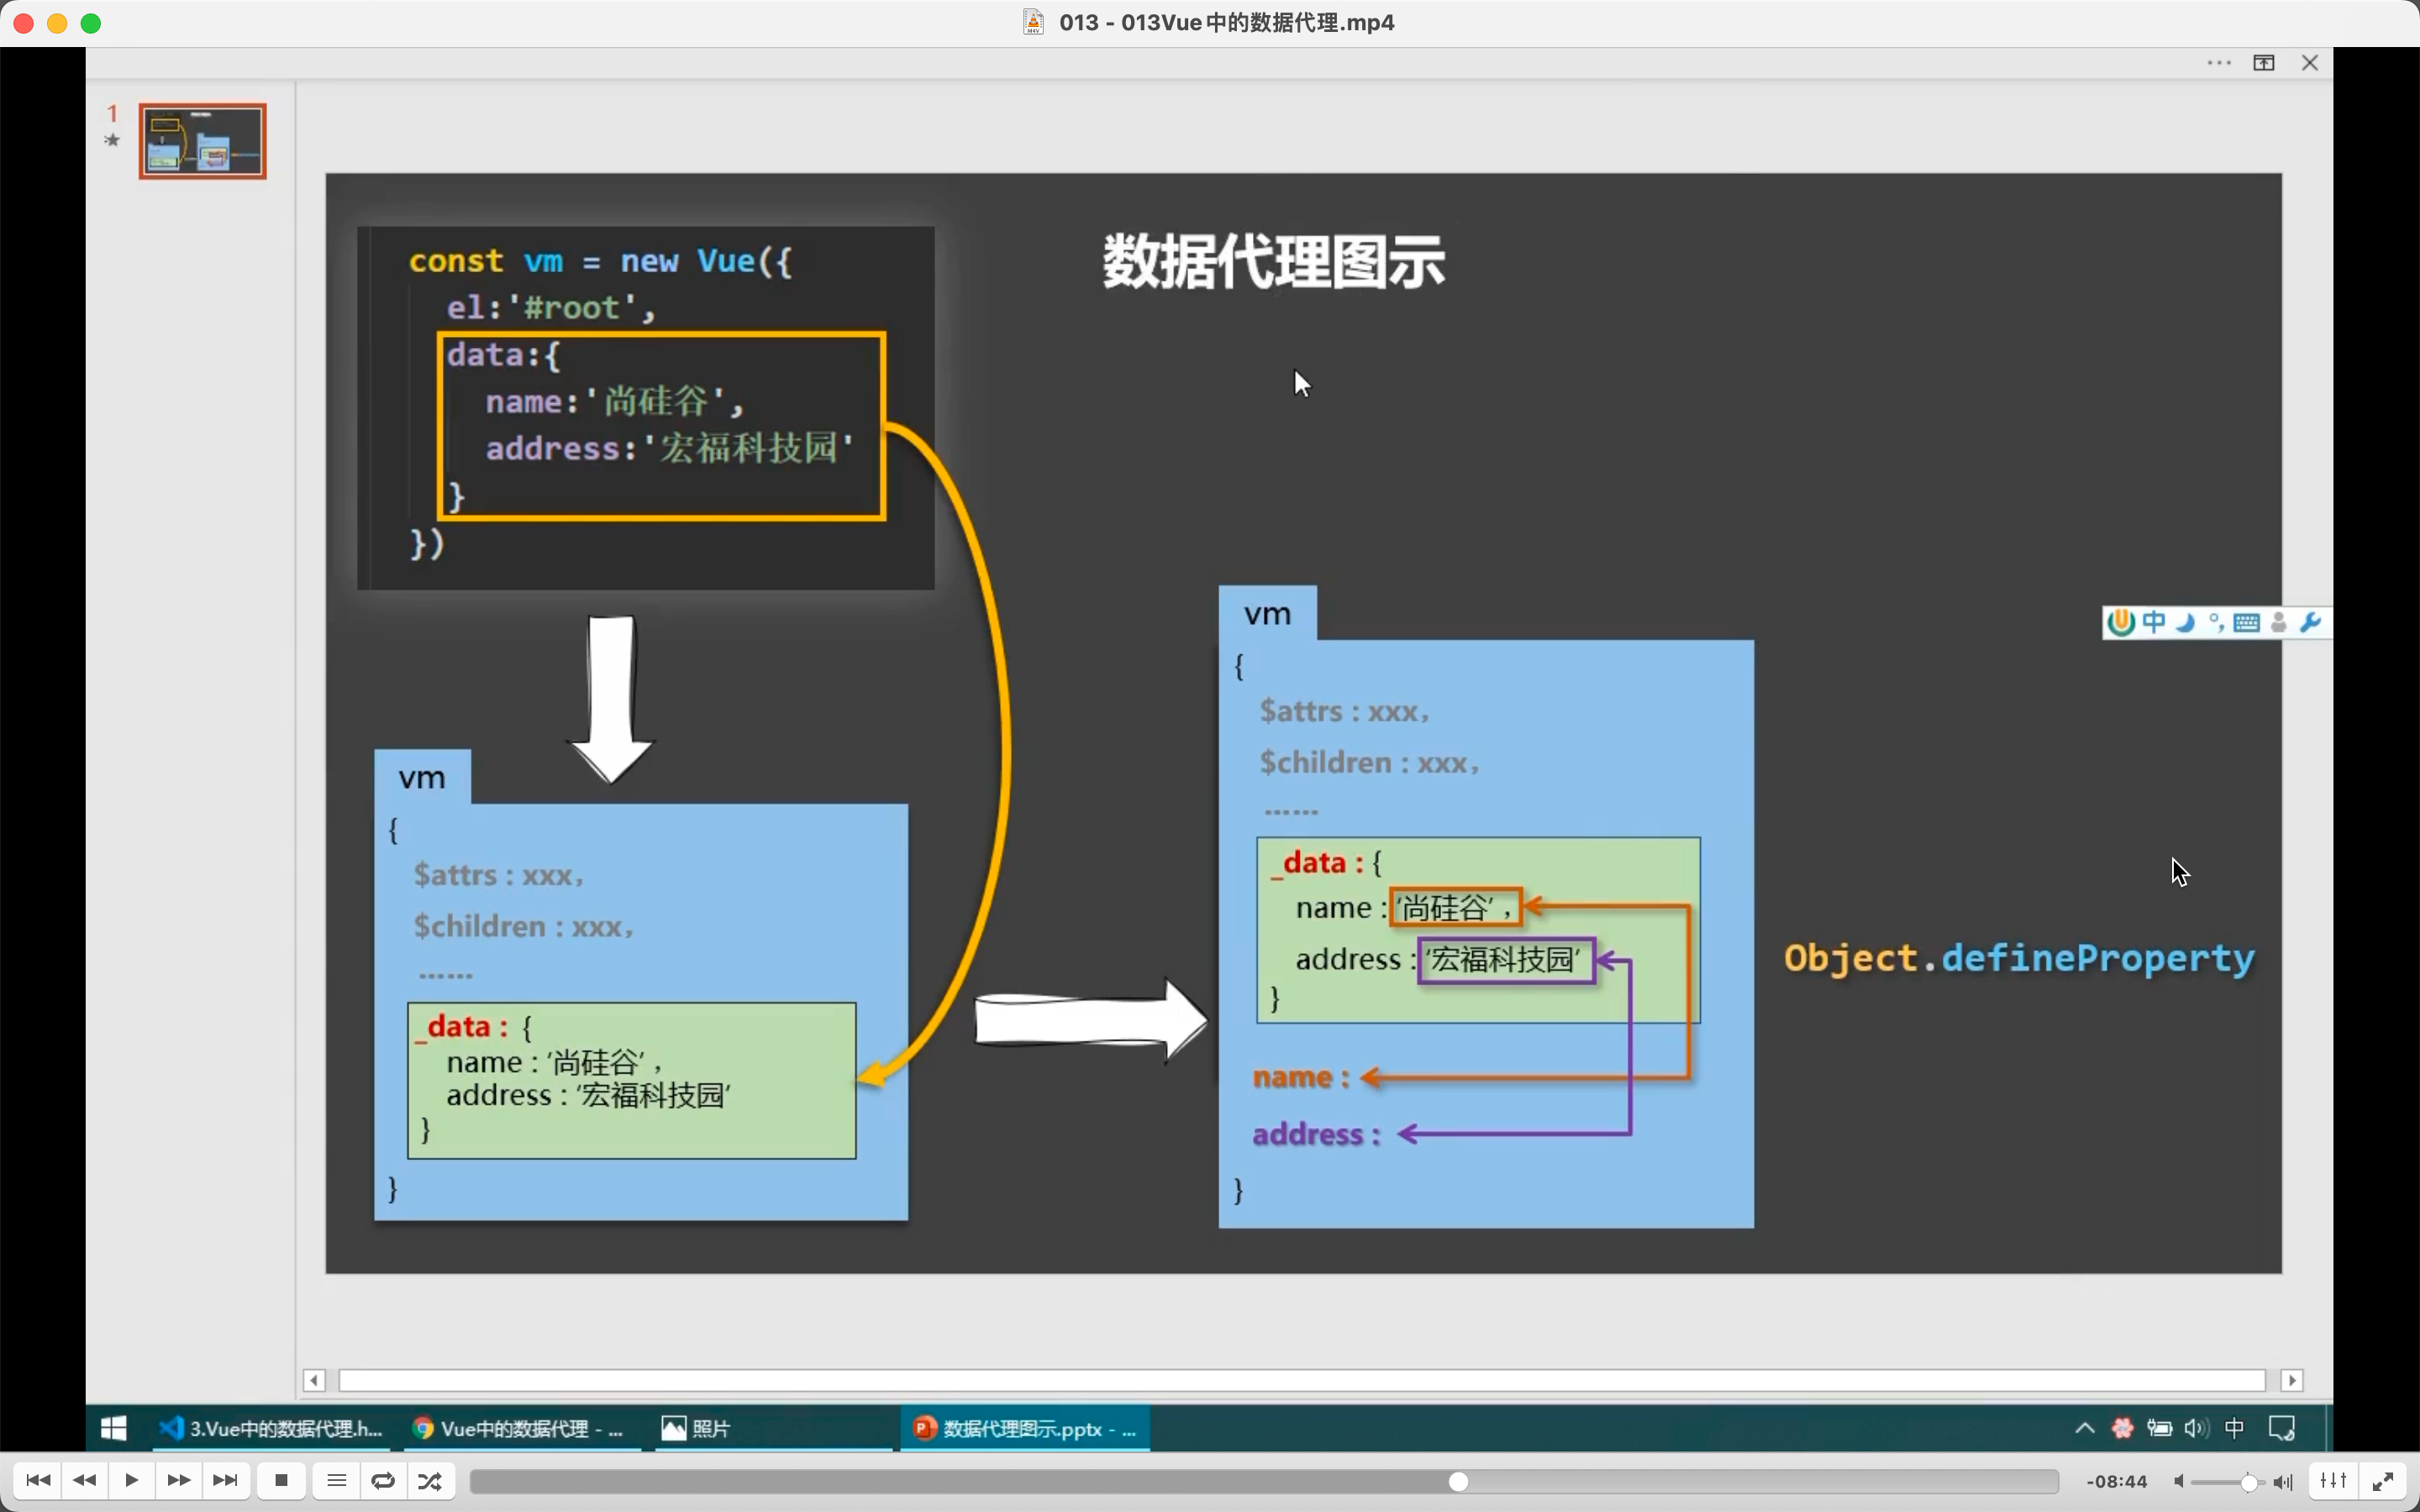 013 - 013Vue中的数据代理.mp4
1
数据代理图示
const vm = new Vue({
el:'#root',
data:{
name:'尚硅谷',
address:'宏福科技园'
}
})
vm
{
$attrs : xxx，
$children : xxx，
……
_data : {
name : ‘尚硅谷’ ，
address : ‘宏福科技园’
}
}
vm
{
$attrs : xxx，
$children : xxx，
……
_data : {
name : ‘尚硅谷’ ，
address : ‘宏福科技园’
}
name :
address :
}
Object.defineProperty
中
3.Vue中的数据代理.h...
Vue中的数据代理 - ...
照片
数据代理图示.pptx - ...
中
-08:44